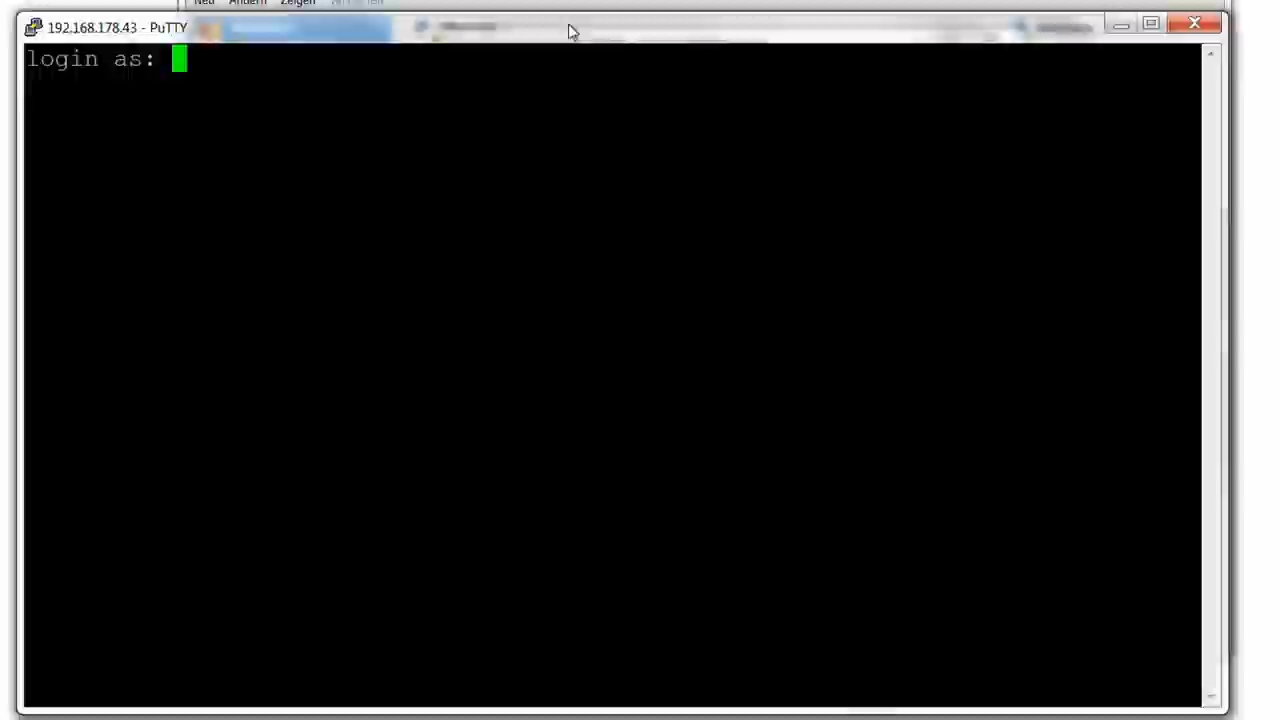 Neu Ändern Zeigen
192.168.178.43 - PuTTY
login as: